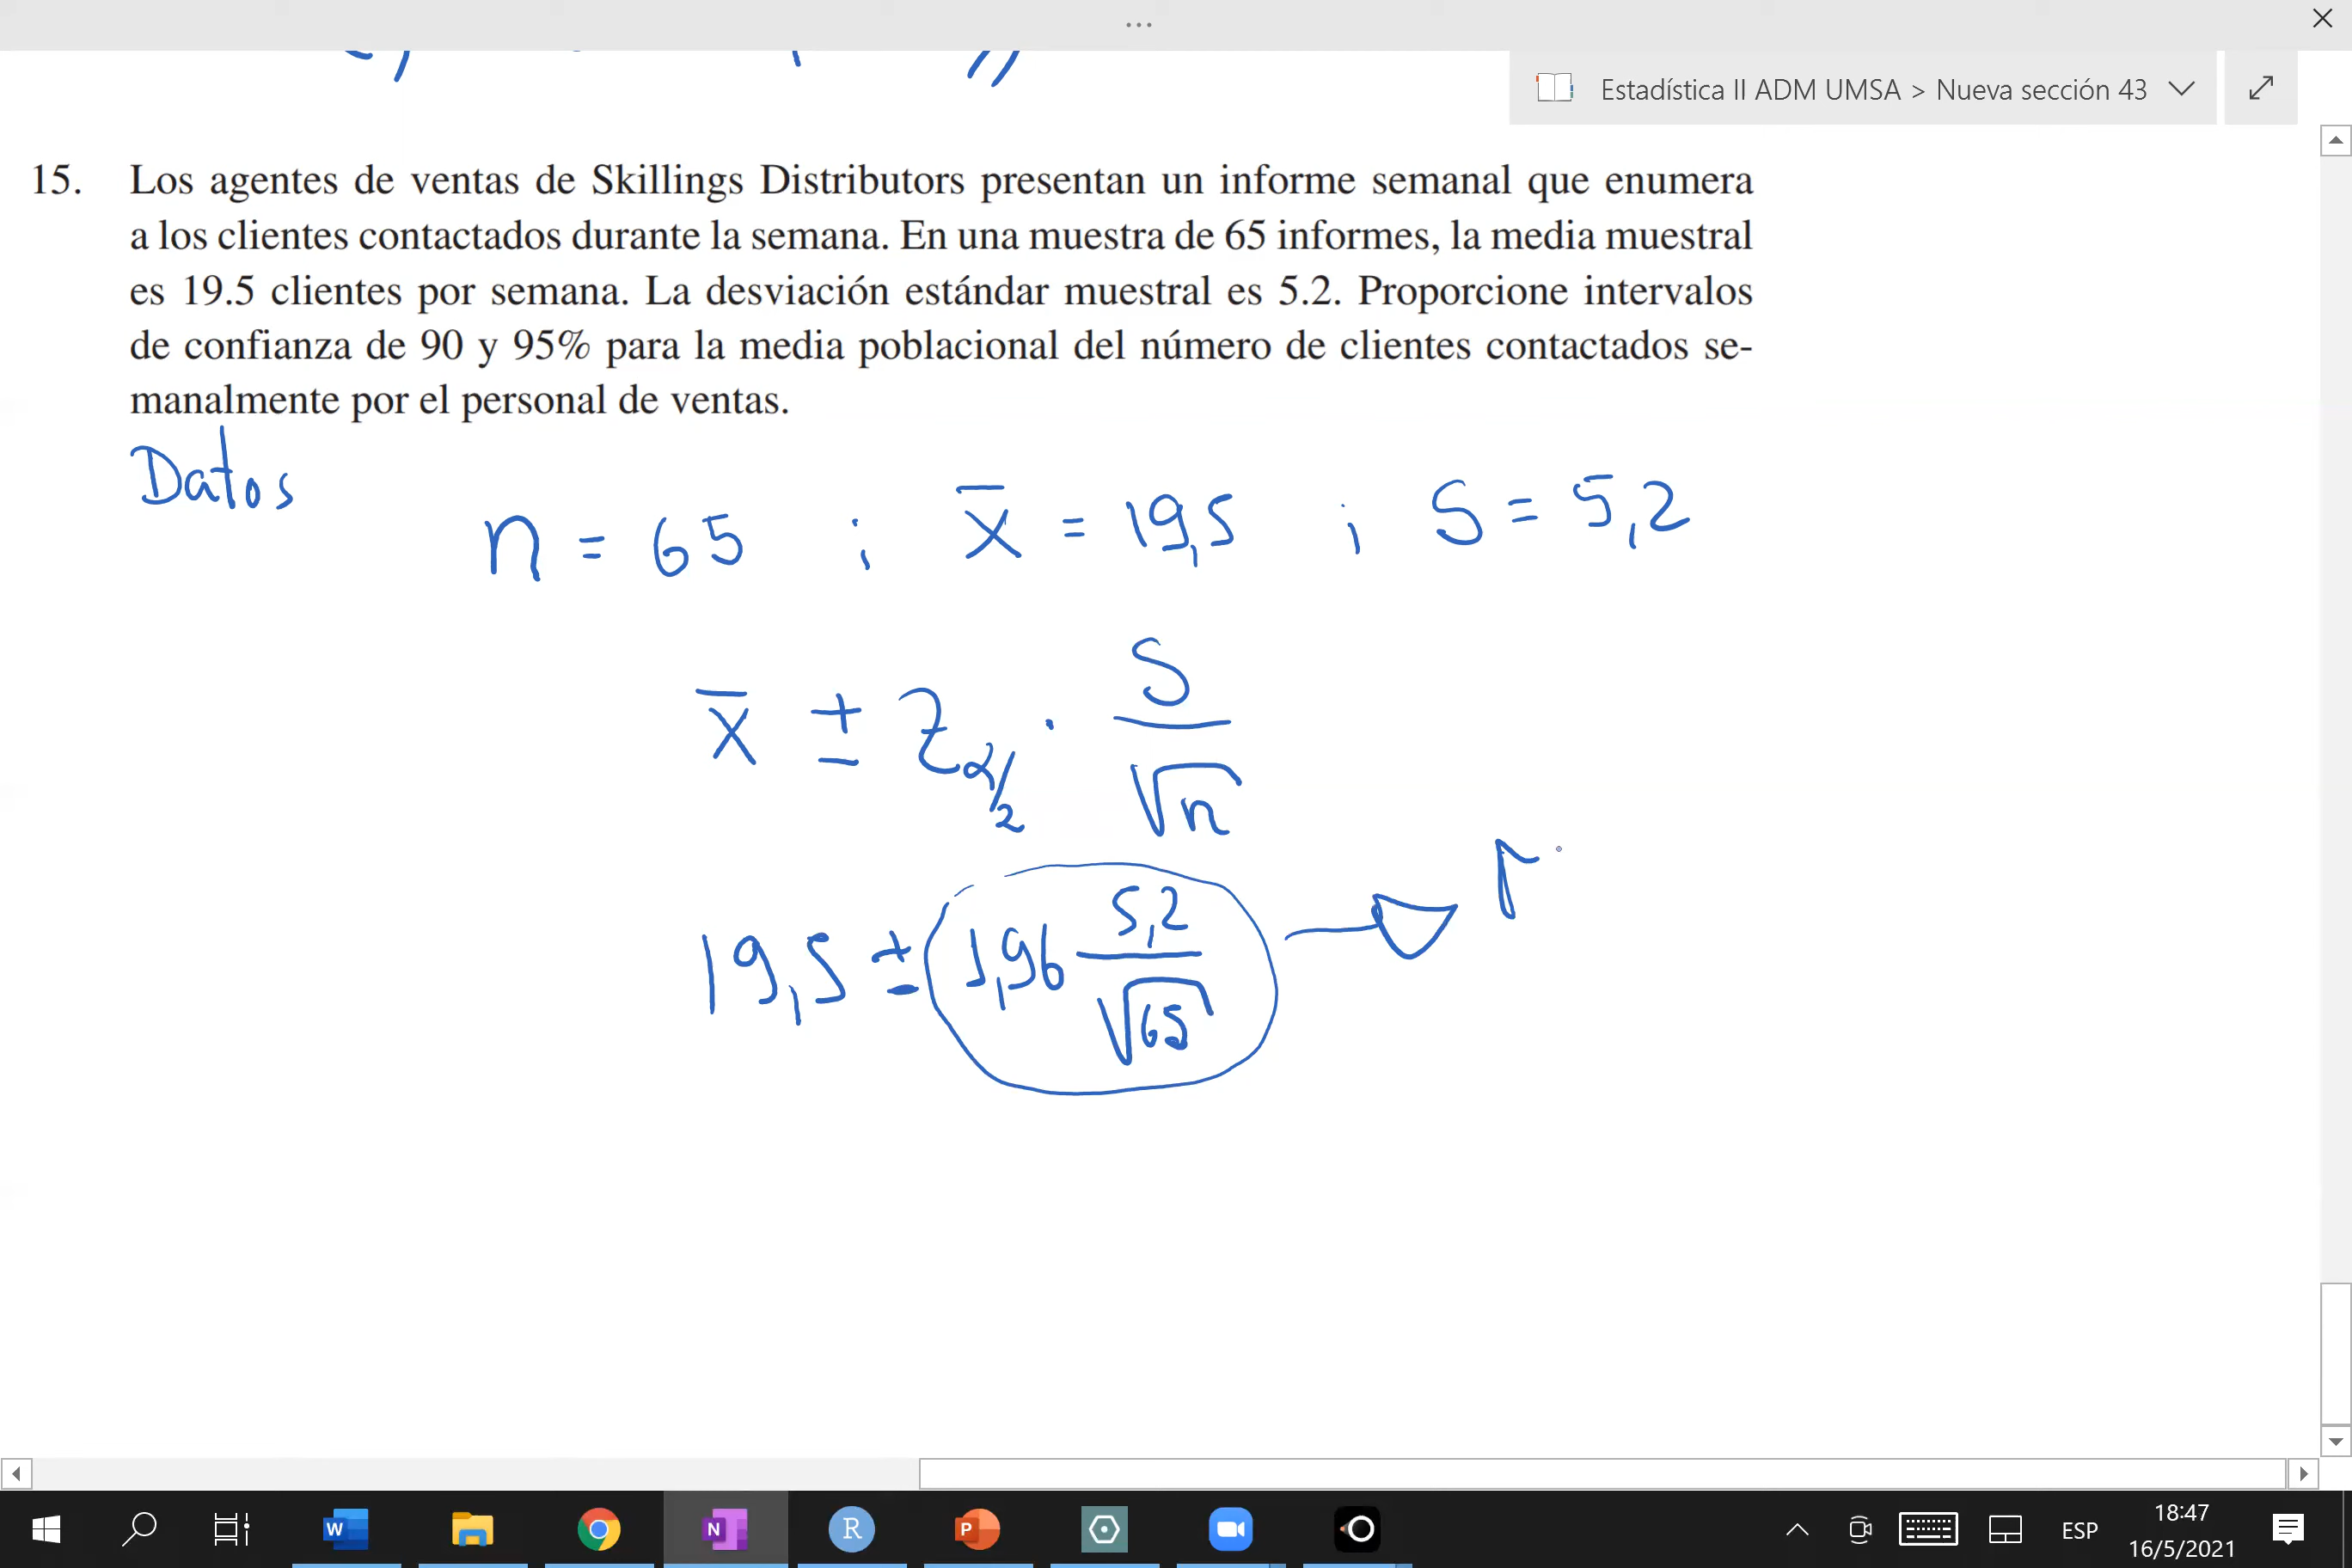 Estadística II ADM UMSA > Nueva sección 43
15. Los agentes de ventas de Skillings Distributors presentan un informe semanal que enumera
a los clientes contactados durante la semana. En una muestra de 65 informes, la media muestral
es 19.5 clientes por semana. La desviación estándar muestral es 5.2. Proporcione intervalos
de confianza de 90 y 95% para la media poblacional del número de clientes contactados se-
manalmente por el personal de ventas.
Datos
n = 65 ; x̄ = 19,5 ; S = 5,2
x̄ ± Z α/2 · S/√n
19,5 ± 1,96 5,2/√65
ESP
18:47
16/5/2021